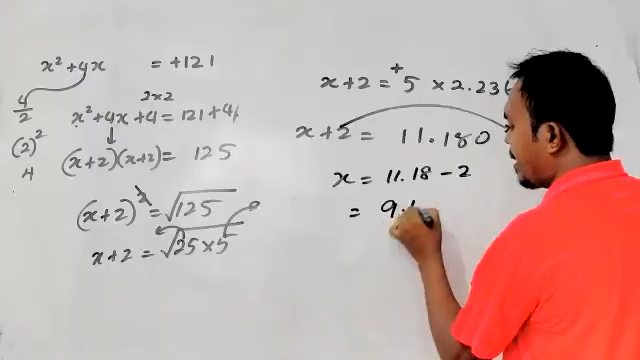 x² + 4x = +121
4/2
2×2
x² + 4x + 4 = 121 + 4
(2)²
(x+2)(x+2) = 125
4
(x+2)² = √125
x+2 = √25×5
x+2 = + 5 × 2.236
x+2 = 11.180
x = 11.18 − 2
= 9.1